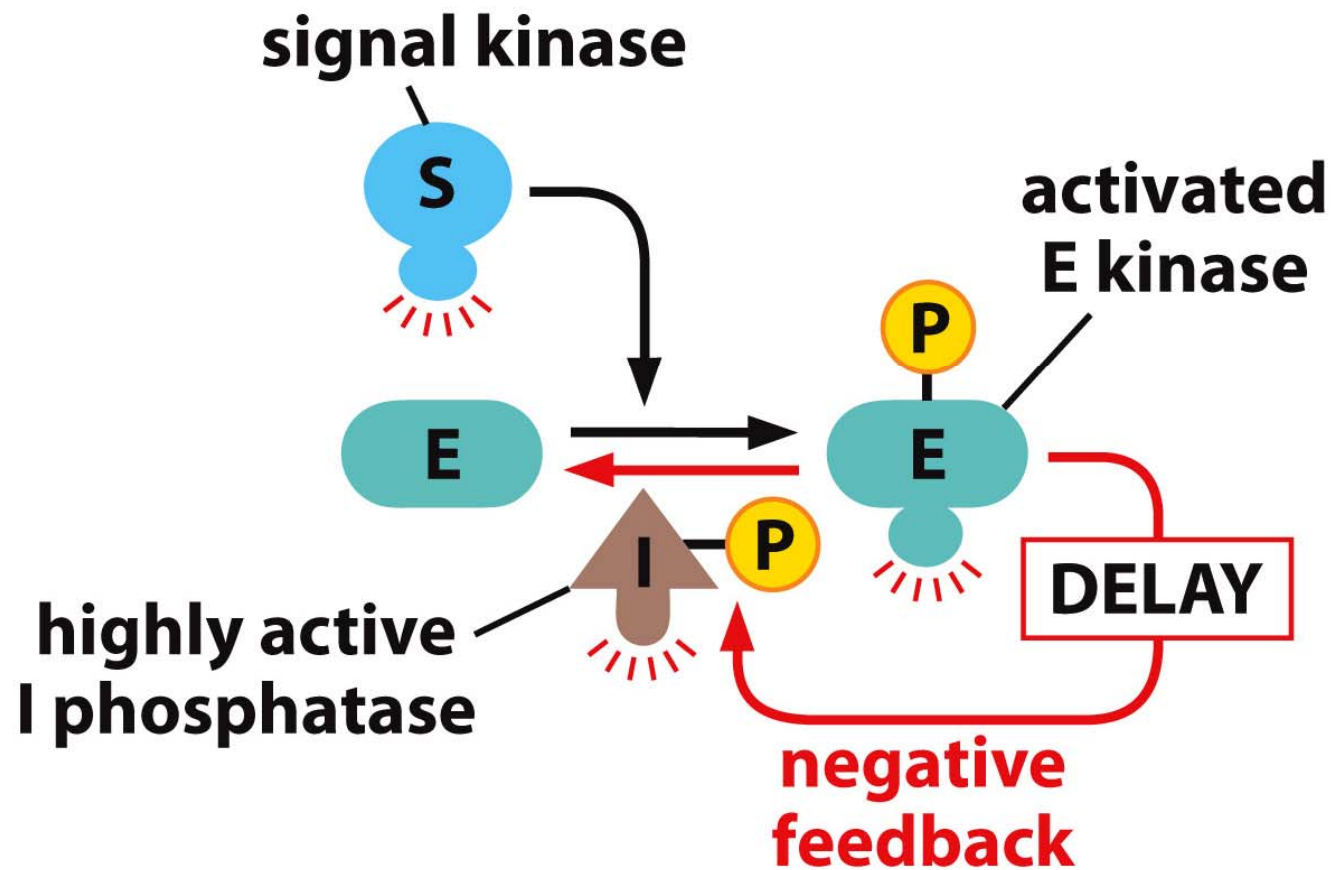 signal kinase
S
activated
E kinase
P
E
E
I
P
DELAY
highly active
I phosphatase
negative
feedback